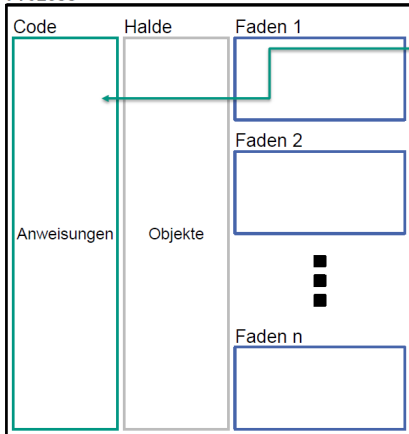 Code
Halde
Faden 1
Faden 2
Anweisungen
Objekte
Faden n